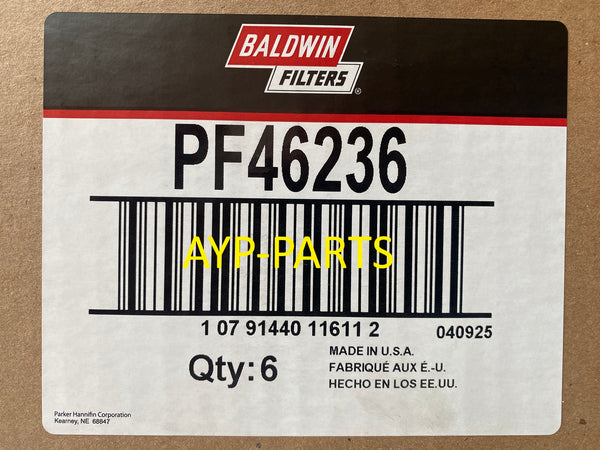 BALDWIN
FILTERS®
PF46236
AYP-PARTS
1 07 91440 11611 2
040925
Qty: 6
MADE IN U.S.A.
FABRIQUÉ AUX É.-U.
HECHO EN LOS EE.UU.
Parker Hannifin Corporation
Kearney, NE 68847